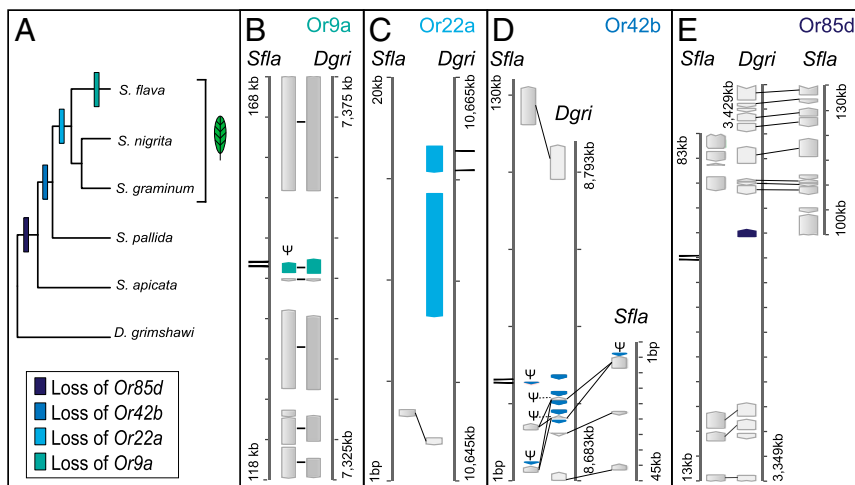 A
S. flava
S. nigrita
S. graminum
S. pallida
S. apicata
D. grimshawi
Loss of Or85d
Loss of Or42b
Loss of Or22a
Loss of Or9a
B
Or9a
Sfla
Dgri
168 kb
7,375 kb
Ψ
118 kb
7,325kb
C
Or22a
Sfla
Dgri
20kb
10,665kb
1bp
10,645kb
D
Or42b
Sfla
130kb
Dgri
8,793kb
Sfla
Ψ
1bp
Ψ
Ψ
Ψ
Ψ
1bp
8,683kb
45kb
E
Or85d
Sfla
Dgri
Sfla
3,429kb
130kb
83kb
100kb
13kb
3,349kb